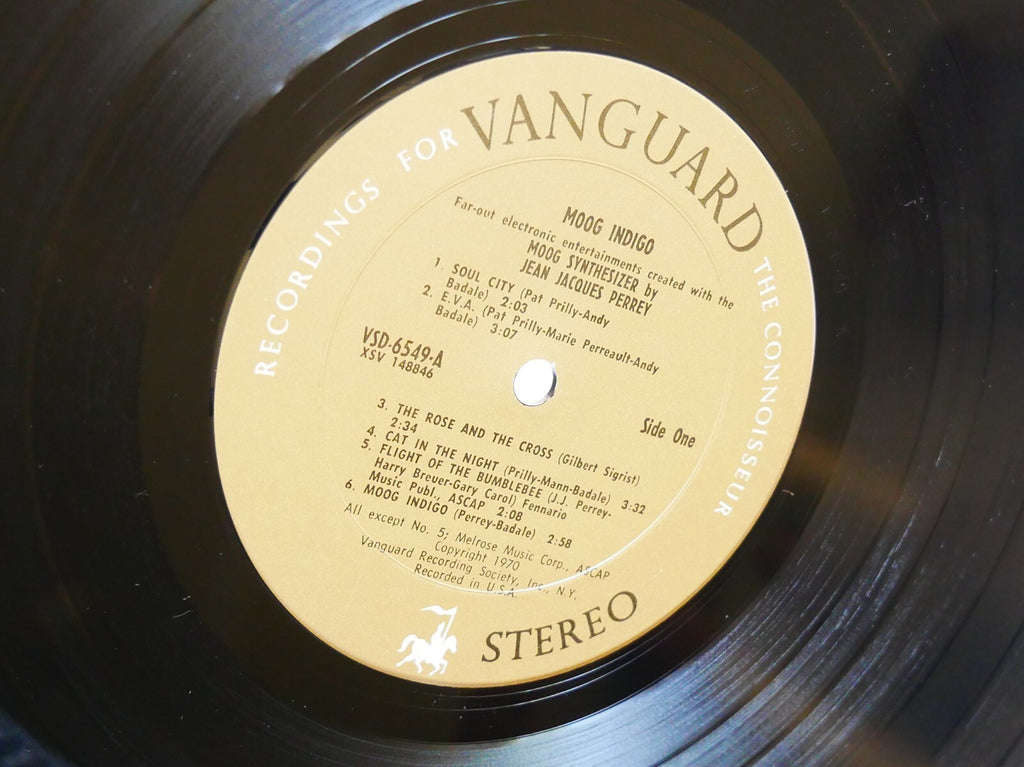 RECORDINGS FOR VANGUARD THE CONNOISSEUR
MOOG INDIGO
Far-out electronic entertainments created with the
MOOG SYNTHESIZER by
JEAN JACQUES PERREY
1. SOUL CITY (Pat Prilly-Andy
Badale) 2:03
2. E.V.A. (Pat Prilly-Marie Perreault-Andy
Badale) 3:07
VSD-6549-A
XSV 148846
Side One
3. THE ROSE AND THE CROSS (Gilbert Sigrist)
2:34
4. CAT IN THE NIGHT (Prilly-Mann-Badale) 3:32
5. FLIGHT OF THE BUMBLEBEE (J.J. Perrey-
Harry Breuer-Gary Carol) Fennario
Music Publ., ASCAP 2:08
6. MOOG INDIGO (Perrey-Badale) 2:58
All except No. 5; Melrose Music Corp., ASCAP
Copyright 1970
Vanguard Recording Society, Inc., N.Y.
Recorded in U.S.A.
STEREO